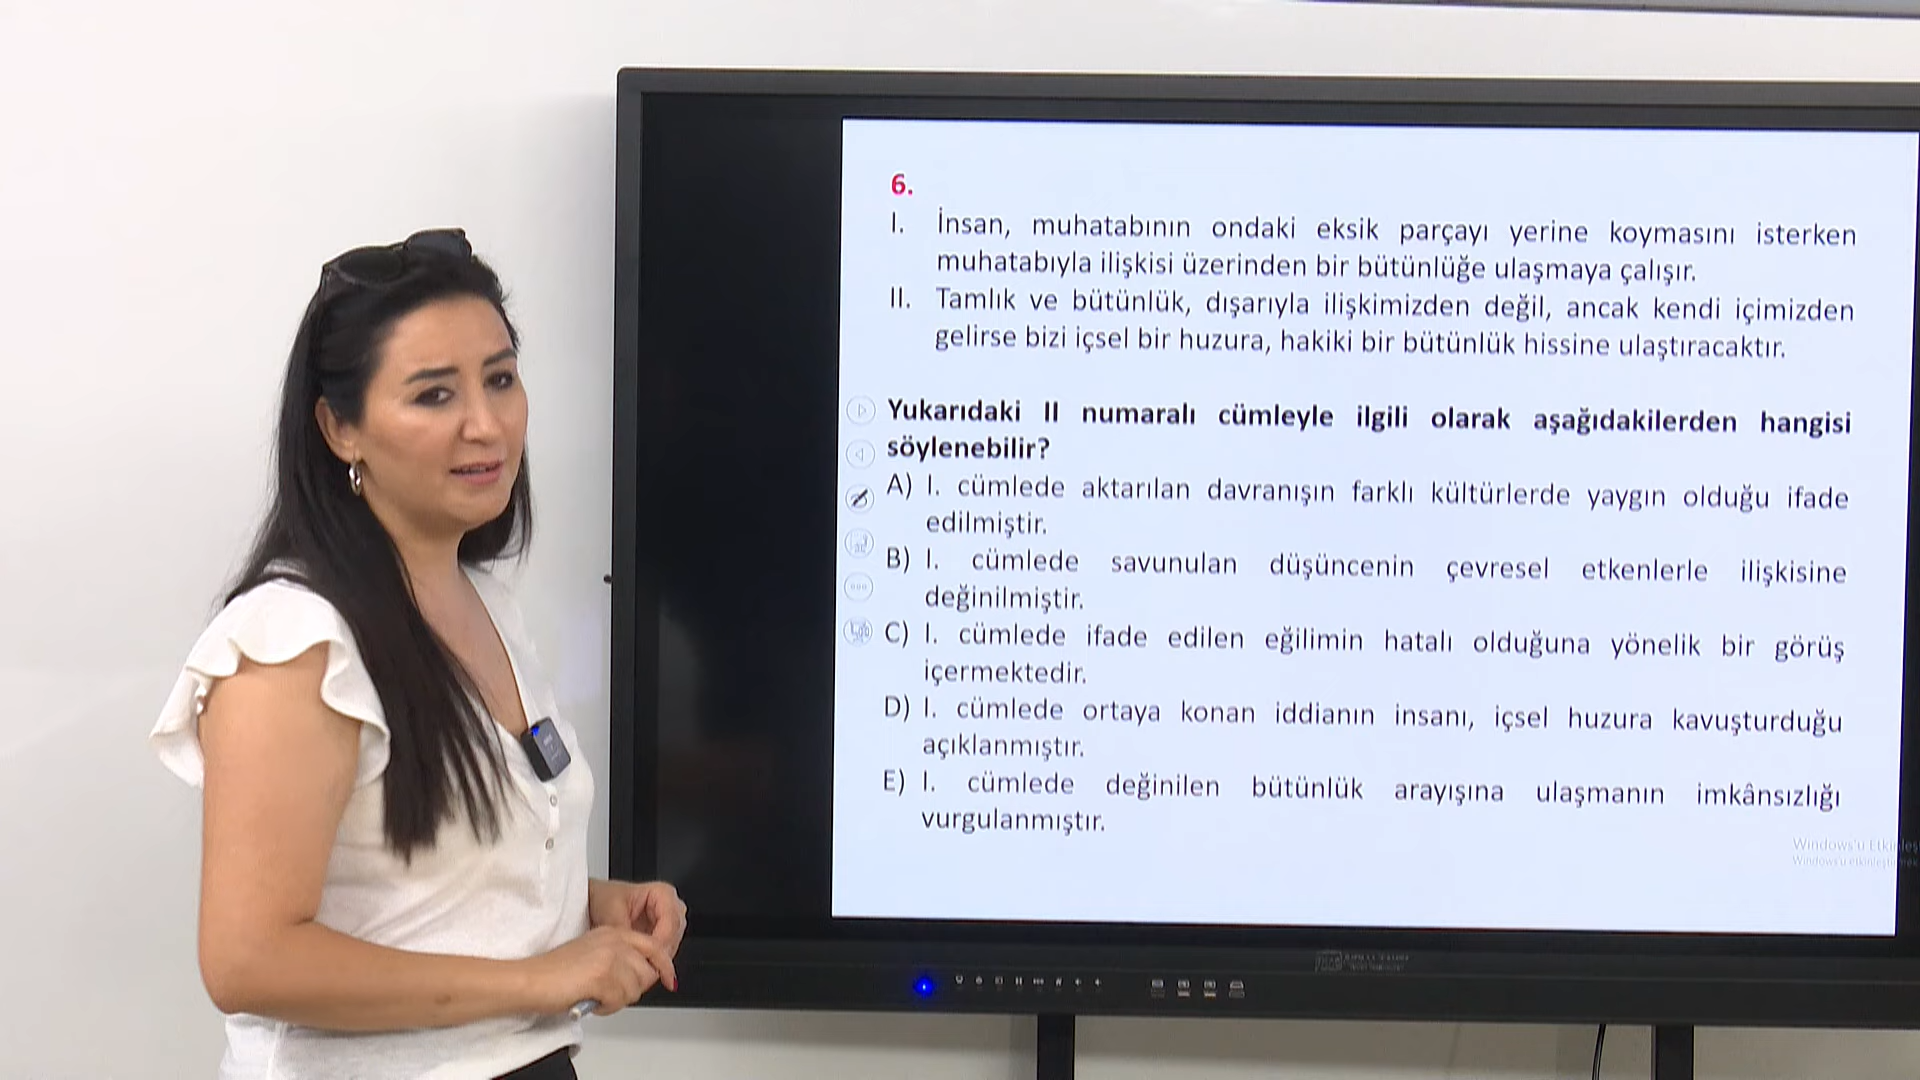 6.
I. İnsan, muhatabının ondaki eksik parçayı yerine koymasını isterken
muhatabıyla ilişkisi üzerinden bir bütünlüğe ulaşmaya çalışır.
II. Tamlık ve bütünlük, dışarıyla ilişkimizden değil, ancak kendi içimizden
gelirse bizi içsel bir huzura, hakiki bir bütünlük hissine ulaştıracaktır.
Yukarıdaki II numaralı cümleyle ilgili olarak aşağıdakilerden hangisi
söylenebilir?
A) I. cümlede aktarılan davranışın farklı kültürlerde yaygın olduğu ifade
edilmiştir.
B) I. cümlede savunulan düşüncenin çevresel etkenlerle ilişkisine
değinilmiştir.
C) I. cümlede ifade edilen eğilimin hatalı olduğuna yönelik bir görüş
içermektedir.
D) I. cümlede ortaya konan iddianın insanı, içsel huzura kavuşturduğu
açıklanmıştır.
E) I. cümlede değinilen bütünlük arayışına ulaşmanın imkânsızlığı
vurgulanmıştır.
Windows'u Etkinleş